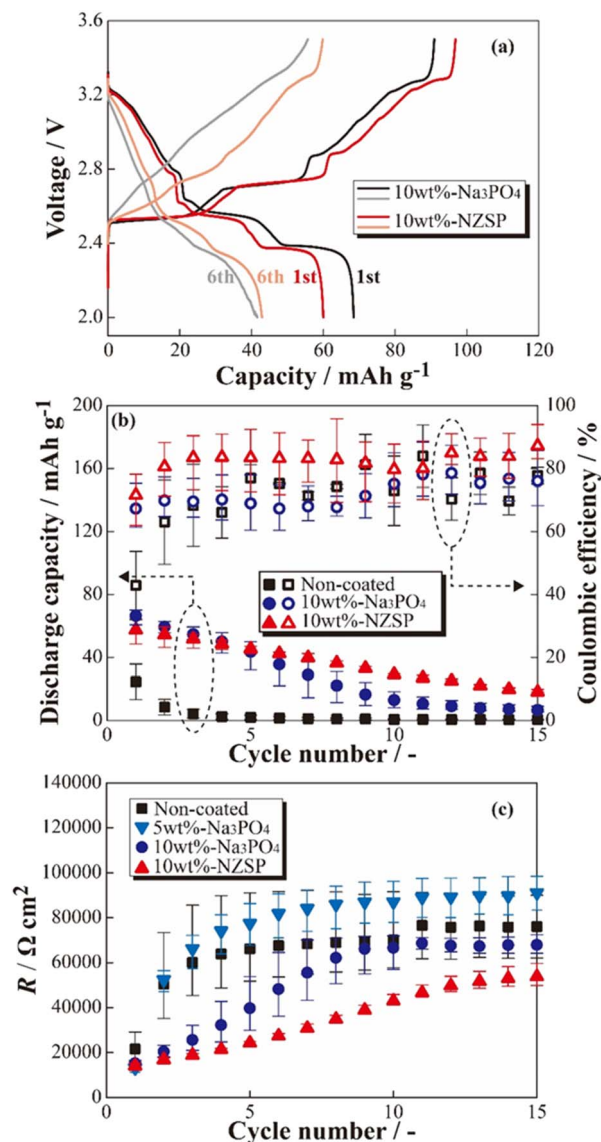 (a)
3.6
3.2
2.8
2.4
2.0
Voltage / V
10wt%-Na₃PO₄
10wt%-NZSP
6th 6th 1st 1st
0 20 40 60 80 100 120
Capacity / mAh g⁻¹
(b)
200
160
120
80
40
0
Discharge capacity / mAh g⁻¹
100
80
60
40
20
0
Coulombic efficiency / %
Non-coated
10wt%-Na₃PO₄
10wt%-NZSP
0 5 10 15
Cycle number / -
(c)
140000
120000
100000
80000
60000
40000
20000
0
R / Ω cm²
Non-coated
5wt%-Na₃PO₄
10wt%-Na₃PO₄
10wt%-NZSP
0 5 10 15
Cycle number / -